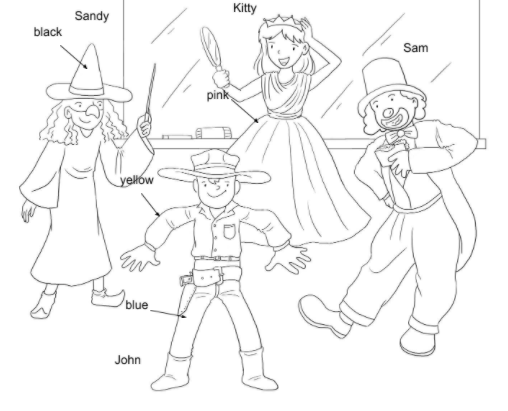 Sandy
Kitty
black
Sam
pink
yellow
blue
John